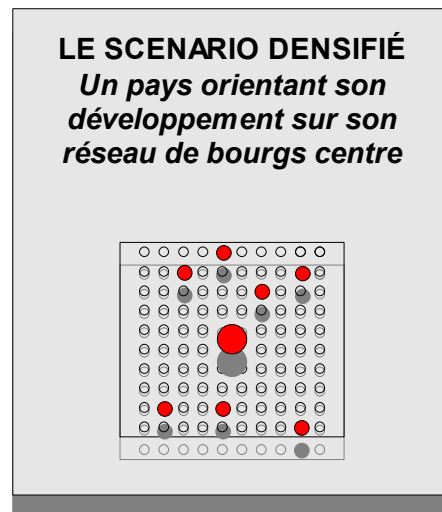 LE SCENARIO DENSIFIÉ
Un pays orientant son
développement sur son
réseau de bourgs centre